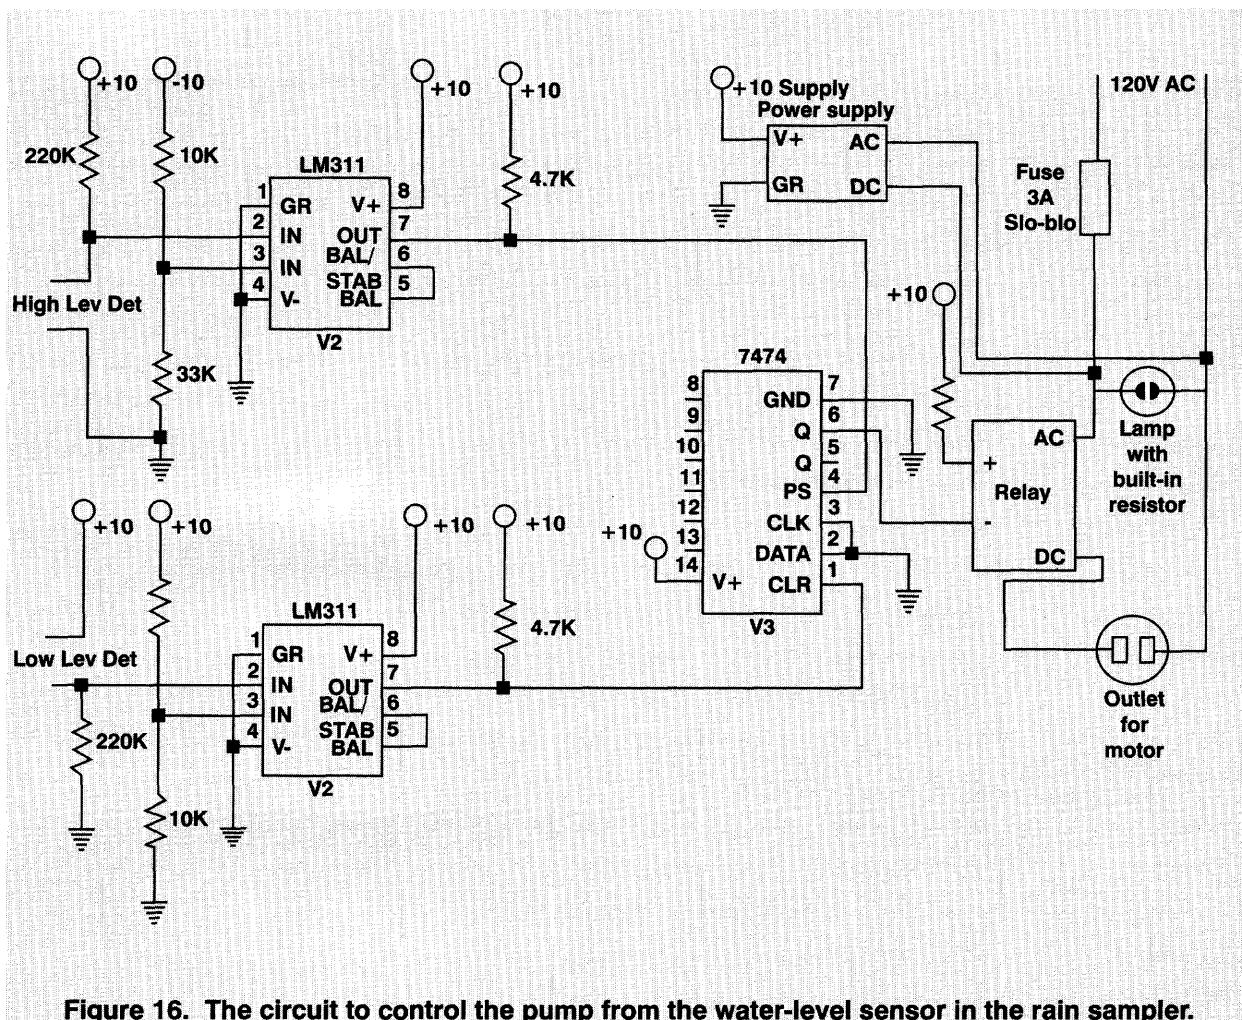 +10
-10
+10
+10
+10 Supply
Power supply
120V AC
220K
10K
LM311
4.7K
V+
AC
GR
DC
Fuse
3A
Slo-blo
1
GR
2
IN
3
IN
4
V-
8
V+
7
OUT
BAL/
6
STAB
5
BAL
V2
High Lev Det
33K
+10
7474
8
9
10
11
12
13
14
V+
7
GND
6
Q
5
Q
4
PS
3
CLK
2
DATA
1
CLR
V3
+10
AC
+
Relay
-
DC
Lamp
with
built-in
resistor
Outlet
for
motor
+10
+10
+10
+10
LM311
4.7K
Low Lev Det
1
GR
2
IN
3
IN
4
V-
8
V+
7
OUT
BAL/
6
STAB
5
BAL
V2
220K
10K
Figure 16. The circuit to control the pump from the water-level sensor in the rain sampler.